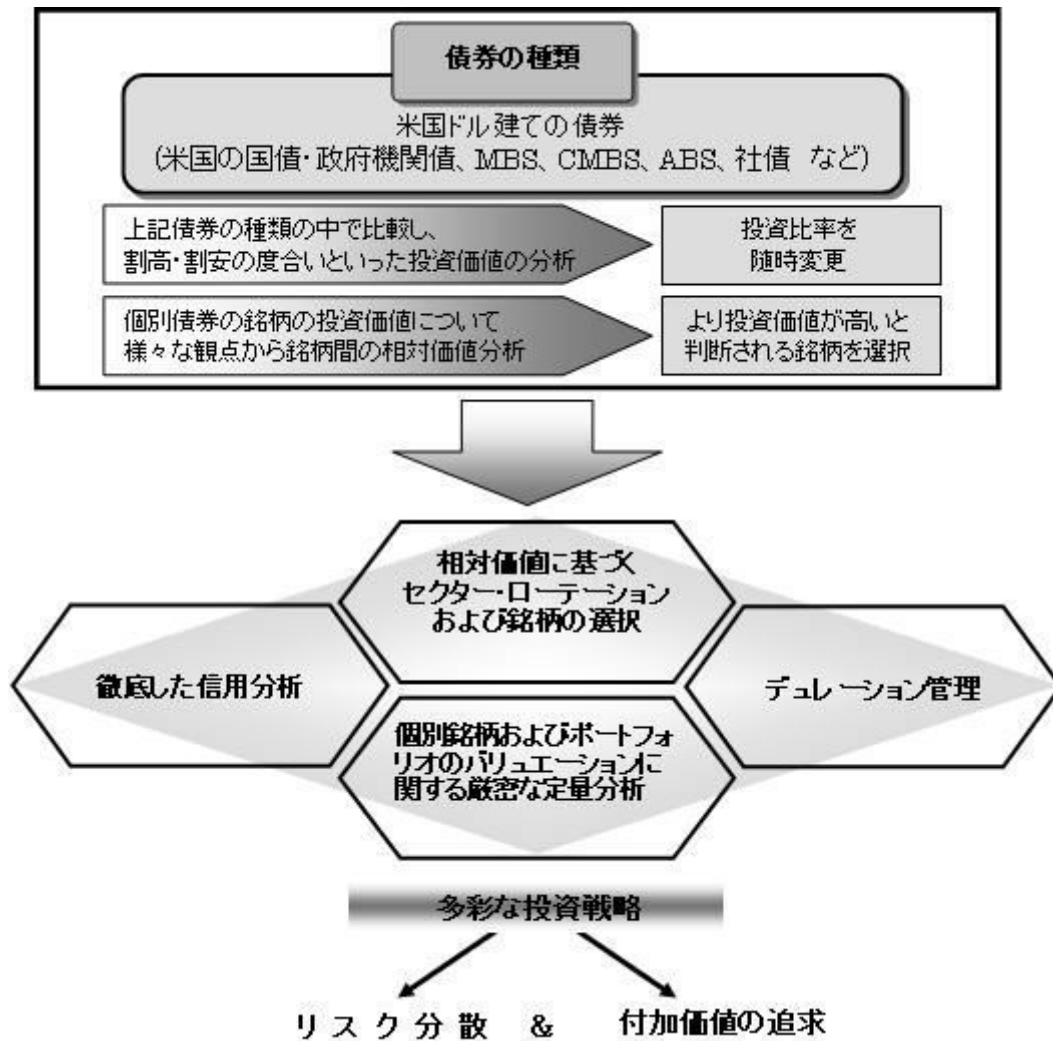 債券の種類
米国ドル建ての債券
(米国の国債・政府機関債、MBS、CMBS、ABS、社債 など)
上記債券の種類の中で比較し、
割高・割安の度合いといった投資価値の分析
投資比率を
随時変更
個別債券の銘柄の投資価値について
様々な観点から銘柄間の相対価値分析
より投資価値が高いと
判断される銘柄を選択
相対価値に基づく
セクター・ローテーション
および銘柄の選択
徹底した信用分析
デュレーション管理
個別銘柄およびポートフォ
リオのバリュエーションに
関する厳密な定量分析
多彩な投資戦略
リスク分散 & 付加価値の追求